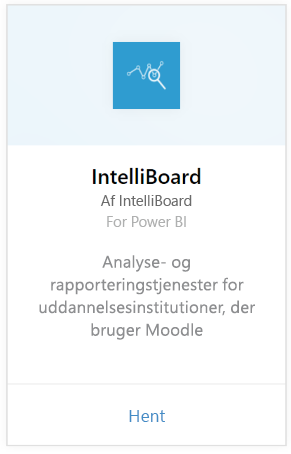 IntelliBoard
Af IntelliBoard
For Power BI
Analyse- og
rapporteringstjenester for
uddannelsesinstitutioner, der
bruger Moodle
Hent